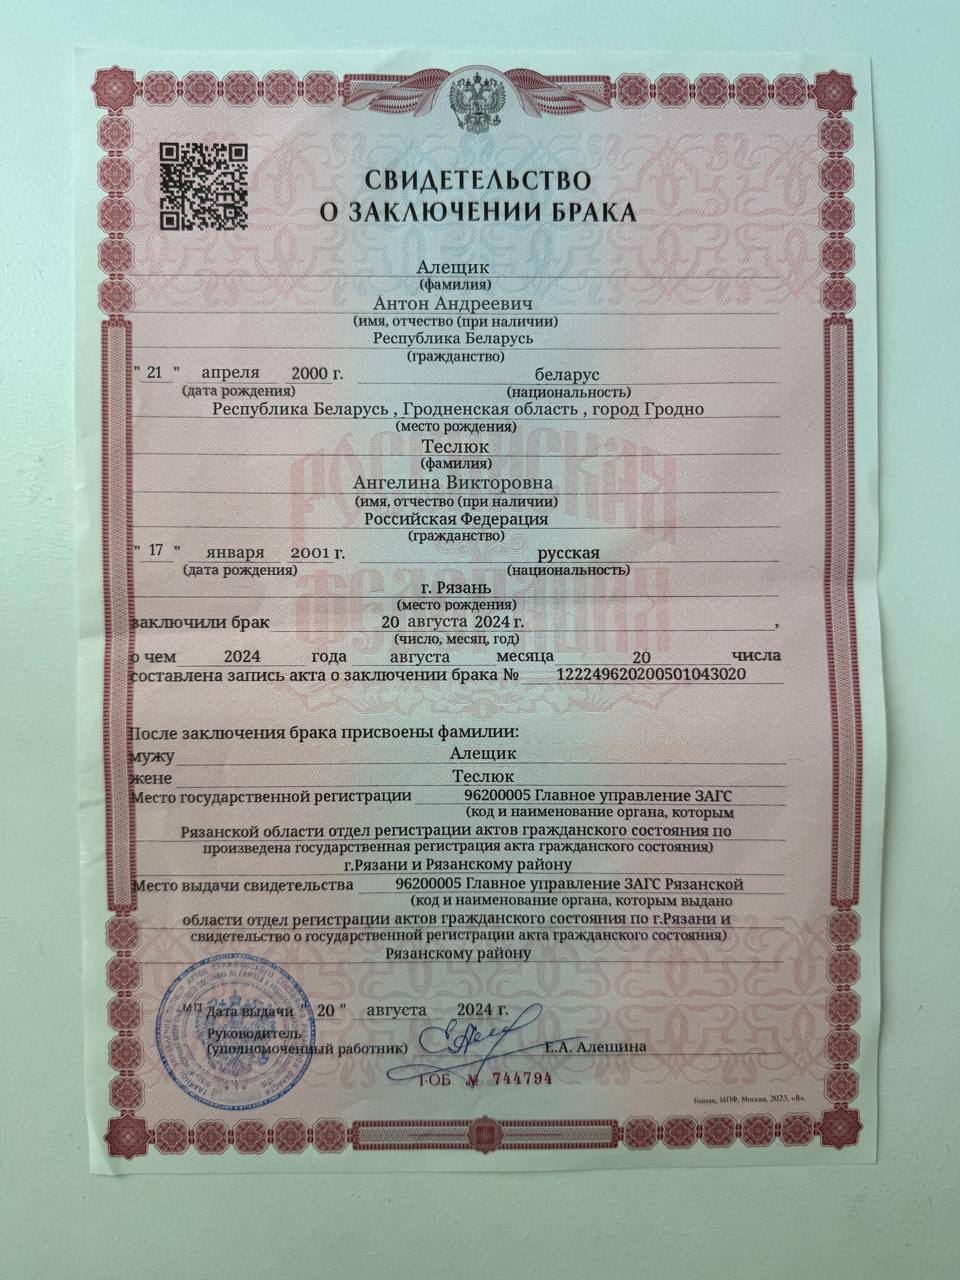 СВИДЕТЕЛЬСТВО
О ЗАКЛЮЧЕНИИ БРАКА
Алещик
(фамилия)
Антон Андреевич
(имя, отчество (при наличии)
Республика Беларусь
(гражданство)
" 21 " апреля 2000 г. беларус
(дата рождения) (национальность)
Республика Беларусь , Гродненская область , город Гродно
(место рождения)
Теслюк
(фамилия)
Ангелина Викторовна
(имя, отчество (при наличии)
Российская Федерация
(гражданство)
" 17 " января 2001 г. русская
(дата рождения) (национальность)
г. Рязань
(место рождения)
заключили брак 20 августа 2024 г. ,
(число, месяц, год)
о чем 2024 года августа месяца 20 числа
составлена запись акта о заключении брака № 122249620200501043020
После заключения брака присвоены фамилии:
мужу Алещик
жене Теслюк
Место государственной регистрации 96200005 Главное управление ЗАГС
(код и наименование органа, которым
Рязанской области отдел регистрации актов гражданского состояния по
произведена государственная регистрация акта гражданского состояния)
г.Рязани и Рязанскому району
Место выдачи свидетельства 96200005 Главное управление ЗАГС Рязанской
(код и наименование органа, которым выдано
области отдел регистрации актов гражданского состояния по г.Рязани и
свидетельство о государственной регистрации акта гражданского состояния)
Рязанскому району
МП Дата выдачи " 20 " августа 2024 г.
Руководитель
(уполномоченный работник) Е.А. Алешина
I-ОБ № 744794
Гознак, МПФ, Москва, 2023, «В».